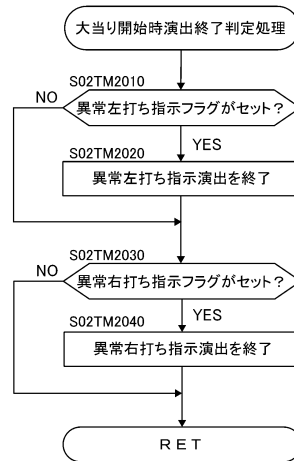 大当り開始時演出終了判定処理
S02TM2010
NO
異常左打ち指示フラグがセット？
YES
S02TM2020
異常左打ち指示演出を終了
S02TM2030
NO
異常右打ち指示フラグがセット？
YES
S02TM2040
異常右打ち指示演出を終了
ＲＥＴ